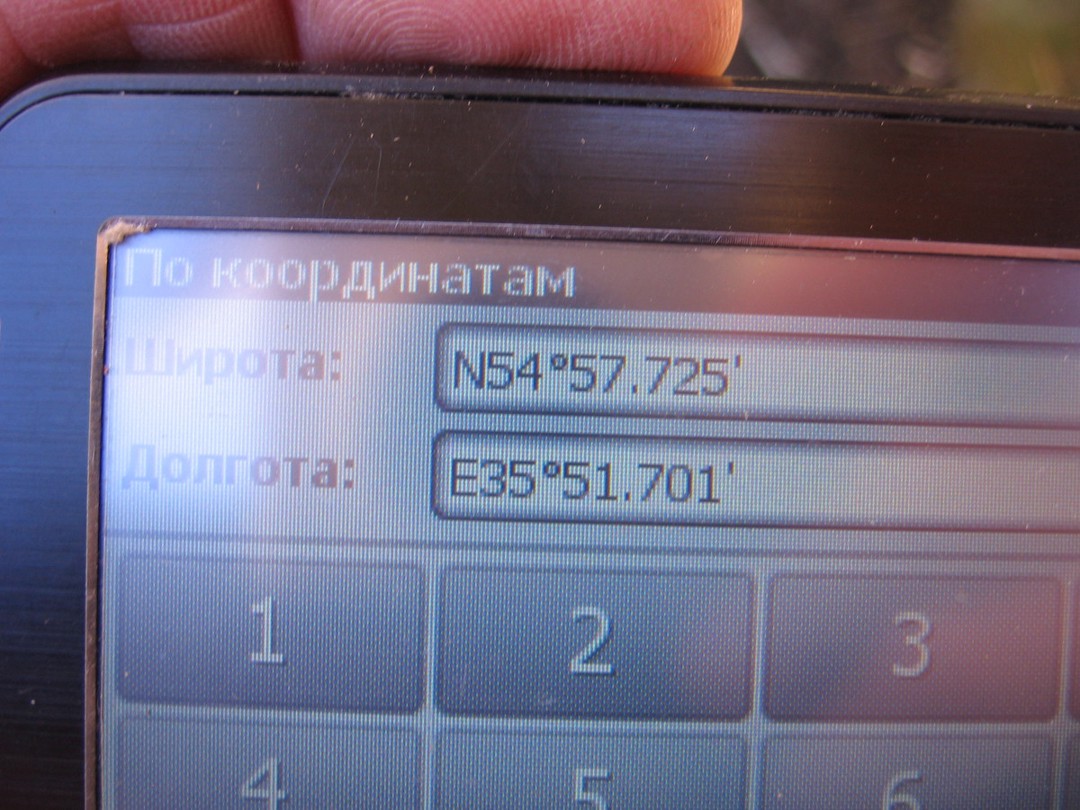 По координатам
Широта: N54°57.725'
Долгота: E35°51.701'
1 2 3
4 5 6